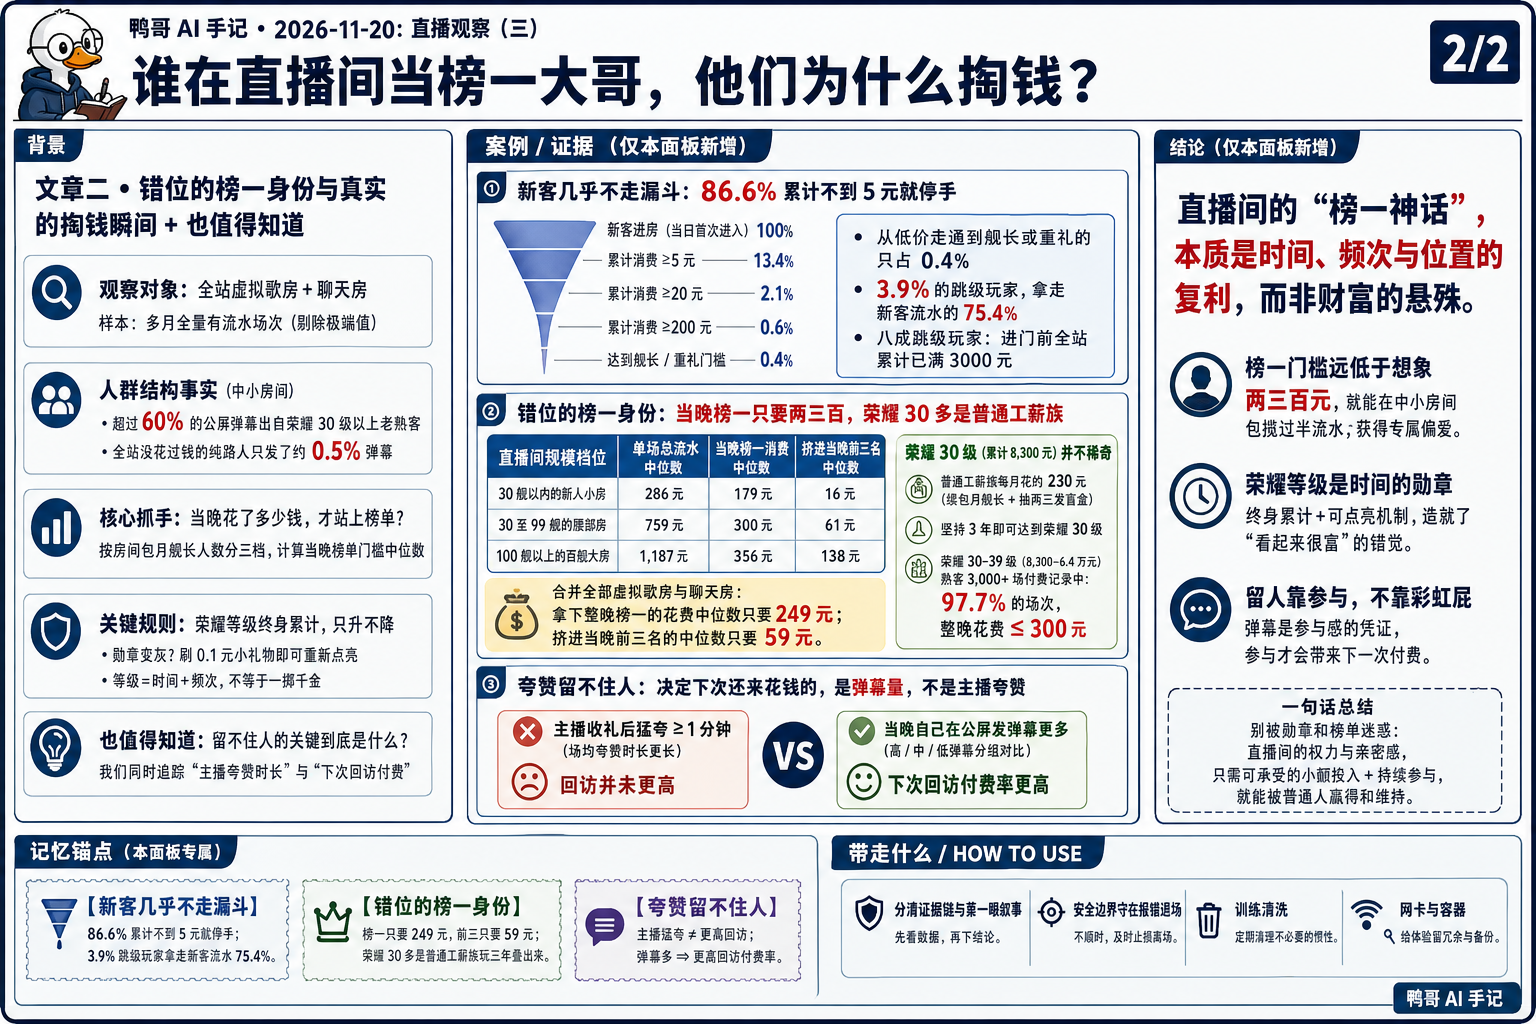 鸭哥 AI 手记 • 2026-11-20: 直播观察（三）
谁在直播间当榜一大哥，他们为什么掏钱？
2/2
背景
文章二 • 错位的榜一身份与真实
的掏钱瞬间 + 也值得知道
观察对象：全站虚拟歌房 + 聊天房
样本：多月全量有流水场次（剔除极端值）
人群结构事实（中小房间）
• 超过 60% 的公屏弹幕出自荣耀 30 级以上老熟客
• 全站没花过钱的纯路人只发了约 0.5% 弹幕
核心抓手：当晚花了多少钱，才站上榜单？
按房间包月舰长人数分三档，计算当晚榜单门槛中位数
关键规则：荣耀等级终身累计，只升不降
• 勋章变灰？刷 0.1 元小礼物即可重新点亮
• 等级=时间+频次，不等于一掷千金
也值得知道：留不住人的关键到底是什么？
我们同时追踪“主播夸赞时长”与“下次回访付费”
案例 / 证据（仅本面板新增）
① 新客几乎不走漏斗：86.6% 累计不到 5 元就停手
新客进房（当日首次进入）100%
累计消费 ≥5 元 13.4%
累计消费 ≥20 元 2.1%
累计消费 ≥200 元 0.6%
达到舰长 / 重礼门槛 0.4%
• 从低价走通到舰长或重礼的
只占 0.4%
• 3.9% 的跳级玩家，拿走
新客流水的 75.4%
• 八成跳级玩家：进门前全站
累计已满 3000 元
② 错位的榜一身份：当晚榜一只要两三百，荣耀 30 多是普通工薪族
直播间规模档位 单场总流水中位数 当晚榜一消费中位数 挤进当晚前三名中位数
30 舰以内的新人小房 286 元 179 元 16 元
30 至 99 舰的腰部房 759 元 300 元 61 元
100 舰以上的百舰大房 1,187 元 356 元 138 元
合并全部虚拟歌房与聊天房：
拿下整晚榜一的花费中位数只要 249 元；
挤进当晚前三名的中位数只要 59 元。
荣耀 30 级（累计 8,300 元）并不稀奇
普通工薪族每月花的 230 元
（续包月舰长 + 抽两三发盲盒）
坚持 3 年即可达到荣耀 30 级
荣耀 30-39 级（8,300-6.4 万元）
熟客 3,000+ 场付费记录中：
97.7% 的场次，
整晚花费 ≤ 300 元
③ 夸赞留不住人：决定下次还来花钱的，是弹幕量，不是主播夸赞
主播收礼后猛夸 ≥1 分钟
（场均夸赞时长更长）
回访并未更高
VS
当晚自己在公屏发弹幕更多
（高 / 中 / 低弹幕分组对比）
下次回访付费率更高
结论（仅本面板新增）
直播间的“榜一神话”，
本质是时间、频次与位置的
复利，而非财富的悬殊。
榜一门槛远低于想象
两三百元，就能在中小房间
包揽过半流水；获得专属偏爱。
荣耀等级是时间的勋章
终身累计+可点亮机制，造就了
“看起来很富”的错觉。
留人靠参与，不靠彩虹屁
弹幕是参与感的凭证，
参与才会带来下一次付费。
一句话总结
别被勋章和榜单迷惑：
直播间的权力与亲密感，
只需可承受的小额投入 + 持续参与，
就能被普通人赢得和维持。
记忆锚点（本面板专属）
【新客几乎不走漏斗】
86.6% 累计不到 5 元就停手；
3.9% 跳级玩家拿走新客流水 75.4%。
【错位的榜一身份】
榜一只要 249 元，前三只要 59 元；
荣耀 30 多是普通工薪族玩三年叠出来。
【夸赞留不住人】
主播猛夸 ≠ 更高回访；
弹幕多 ⇒ 更高回访付费率。
带走什么 / HOW TO USE
分清证据链与第一眼叙事
先看数据，再下结论。
安全边界守在报错退场
不顺时，及时止损离场。
训练清洗
定期清理不必要的惯性。
网卡与容器
给体验留冗余与备份。
鸭哥 AI 手记